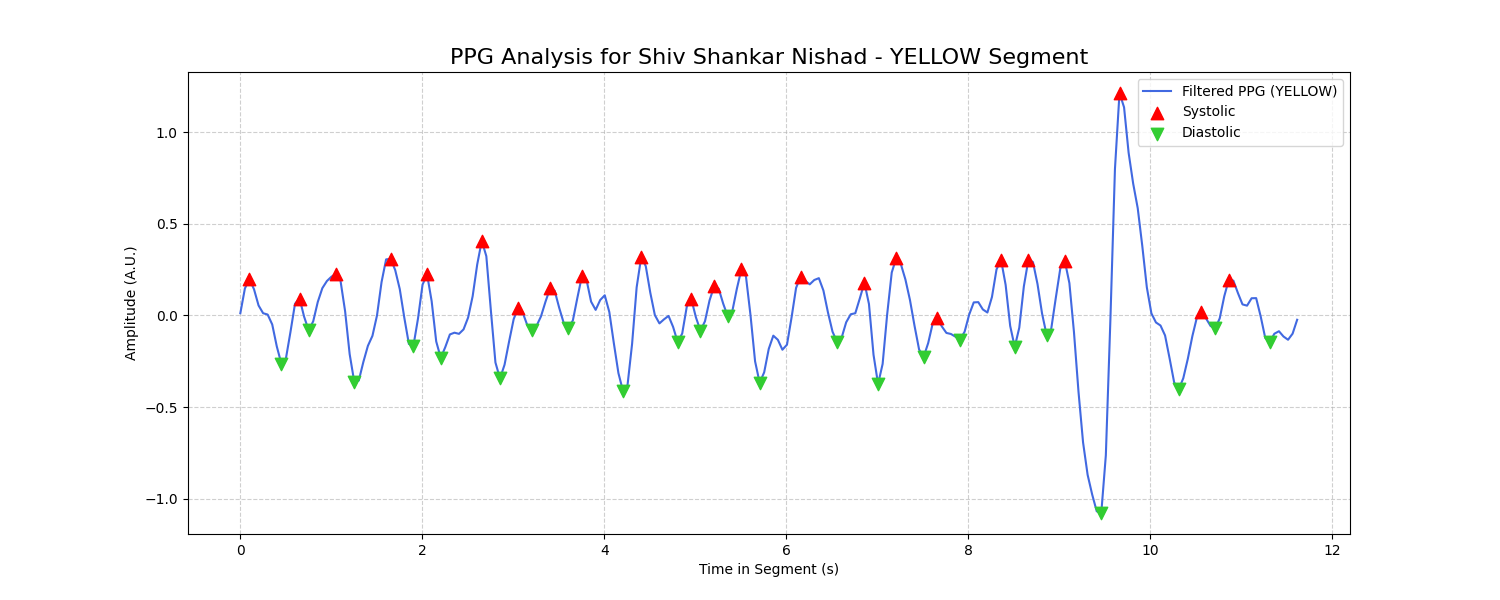 PPG Analysis for Shiv Shankar Nishad - YELLOW Segment
Filtered PPG (YELLOW)
Systolic
Diastolic
Amplitude (A.U.)
1.0
0.5
0.0
−0.5
−1.0
0 2 4 6 8 10 12
Time in Segment (s)